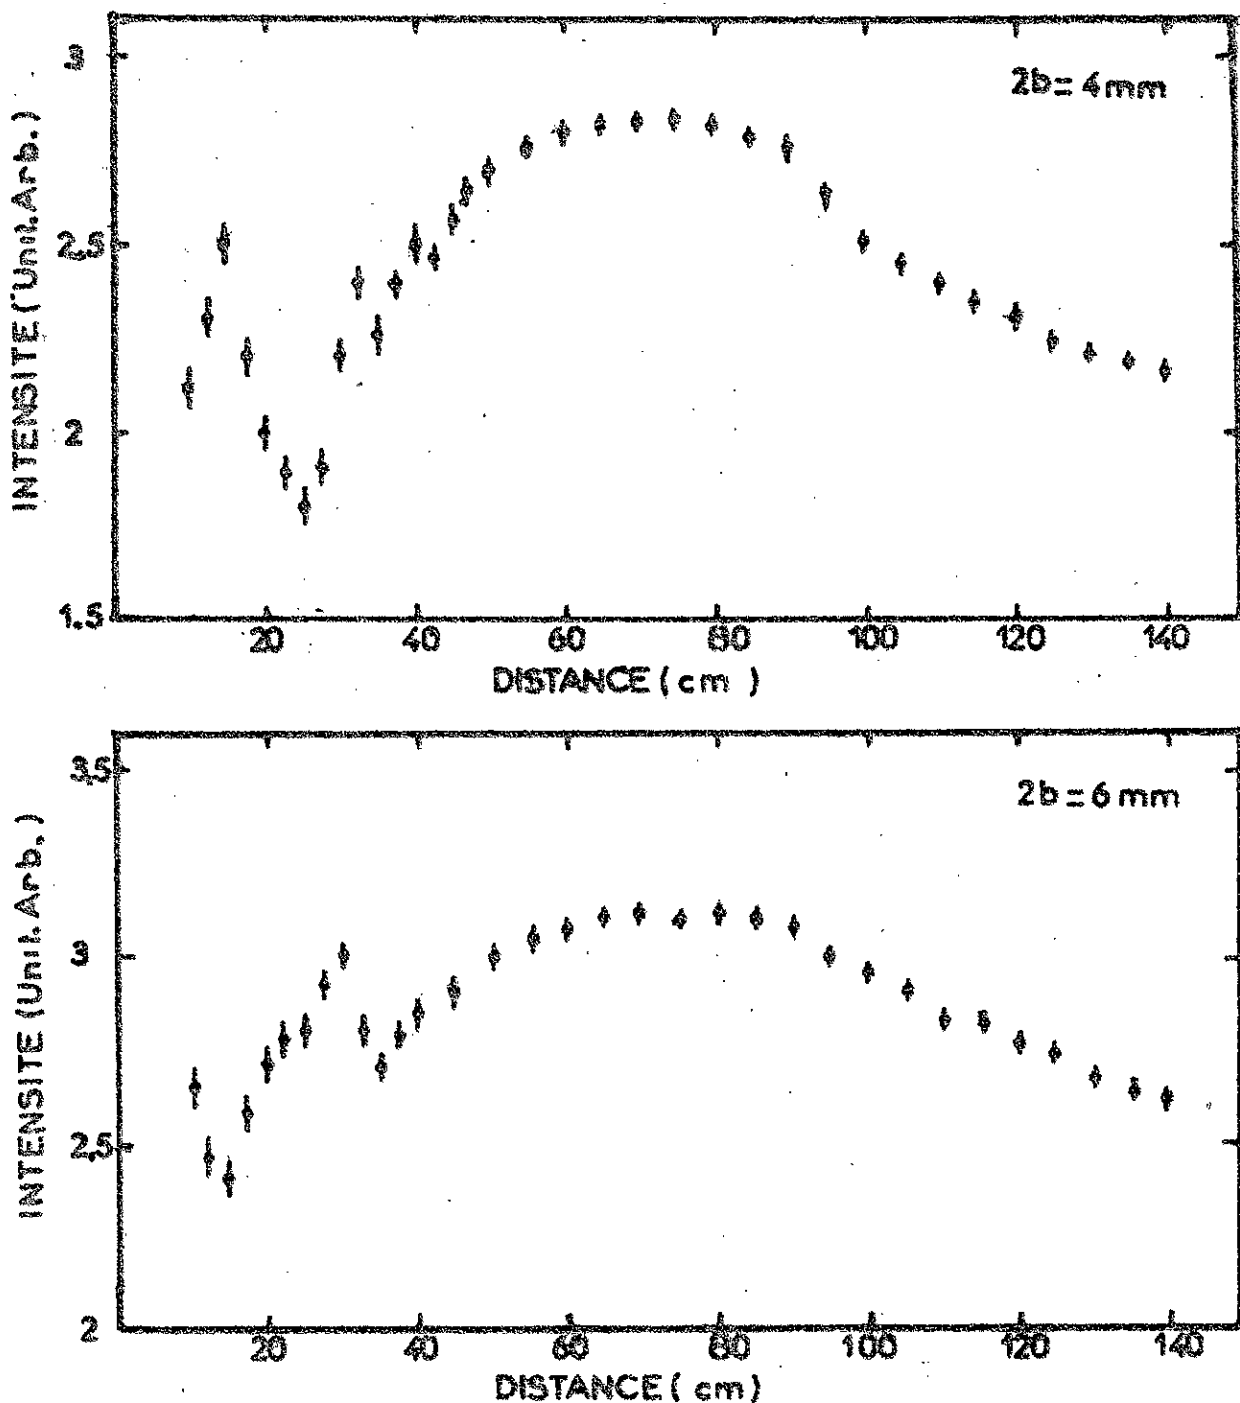 2b = 4 mm
INTENSITE (Unit. Arb.)
3
2.5
2
1.5
20 40 60 80 100 120 140
DISTANCE ( cm )
2b = 6 mm
INTENSITE (Unit. Arb.)
3.5
3
2.5
2
20 40 60 80 100 120 140
DISTANCE ( cm)